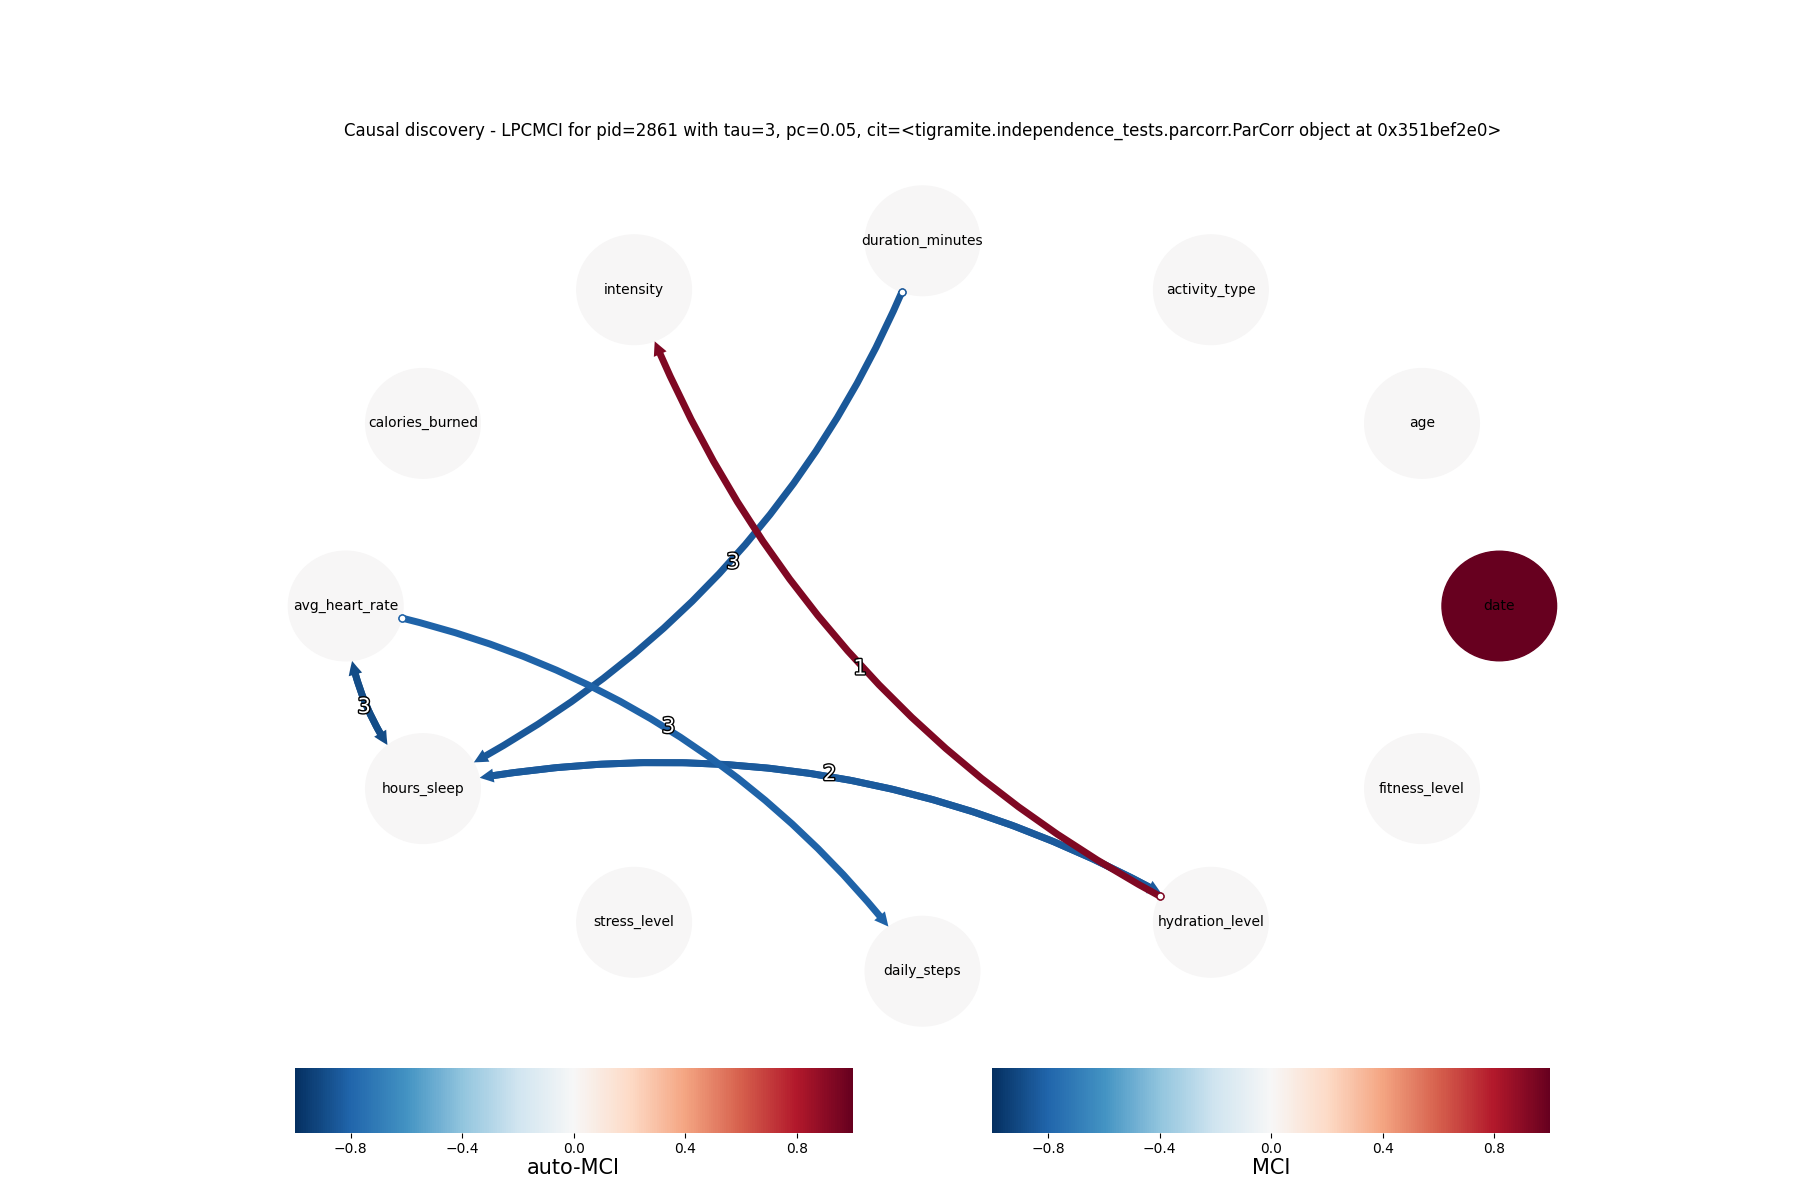 Causal discovery - LPCMCI for pid=2861 with tau=3, pc=0.05, cit=<tigramite.independence_tests.parcorr.ParCorr object at 0x351bef2e0>
duration_minutes
intensity
activity_type
calories_burned
age
3
1
avg_heart_rate
date
3
3
2
hours_sleep
fitness_level
stress_level
hydration_level
daily_steps
−0.8 −0.4 0.0 0.4 0.8
auto-MCI
−0.8 −0.4 0.0 0.4 0.8
MCI